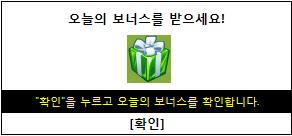 오늘의 보너스를 받으세요!
"확인"을 누르고 오늘의 보너스를 확인합니다.
[확인]